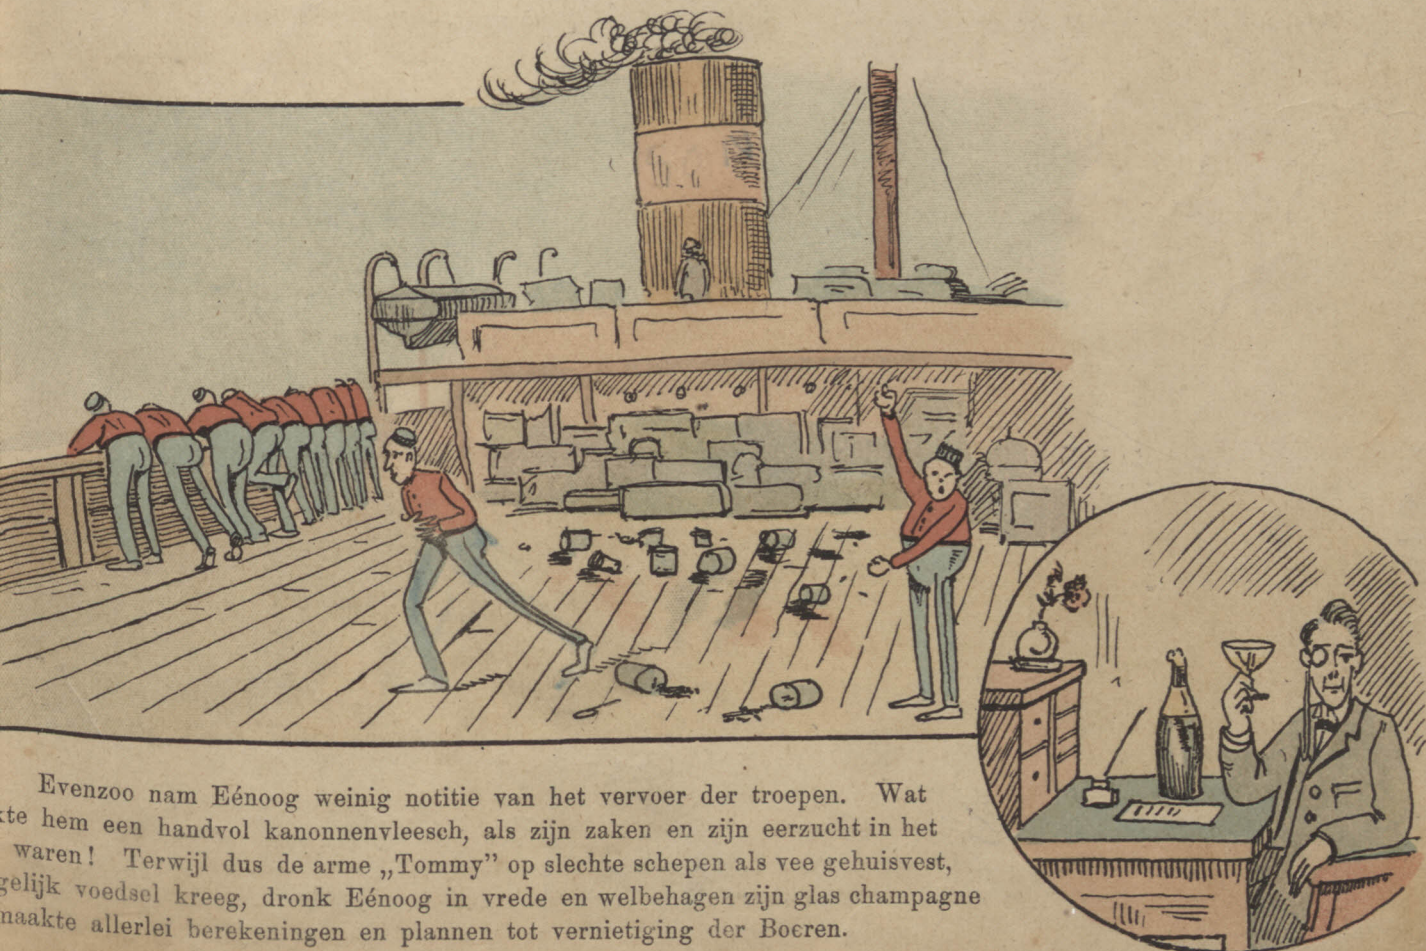 Evenzoo nam Eénoog weinig notitie van het vervoer der troepen. Wat
kte hem een handvol kanonnenvleesch, als zijn zaken en zijn eerzucht in het
waren! Terwijl dus de arme „Tommy” op slechte schepen als vee gehuisvest,
gelijk voedsel kreeg, dronk Eénoog in vrede en welbehagen zijn glas champagne
naakte allerlei berekeningen en plannen tot vernietiging der Boeren.